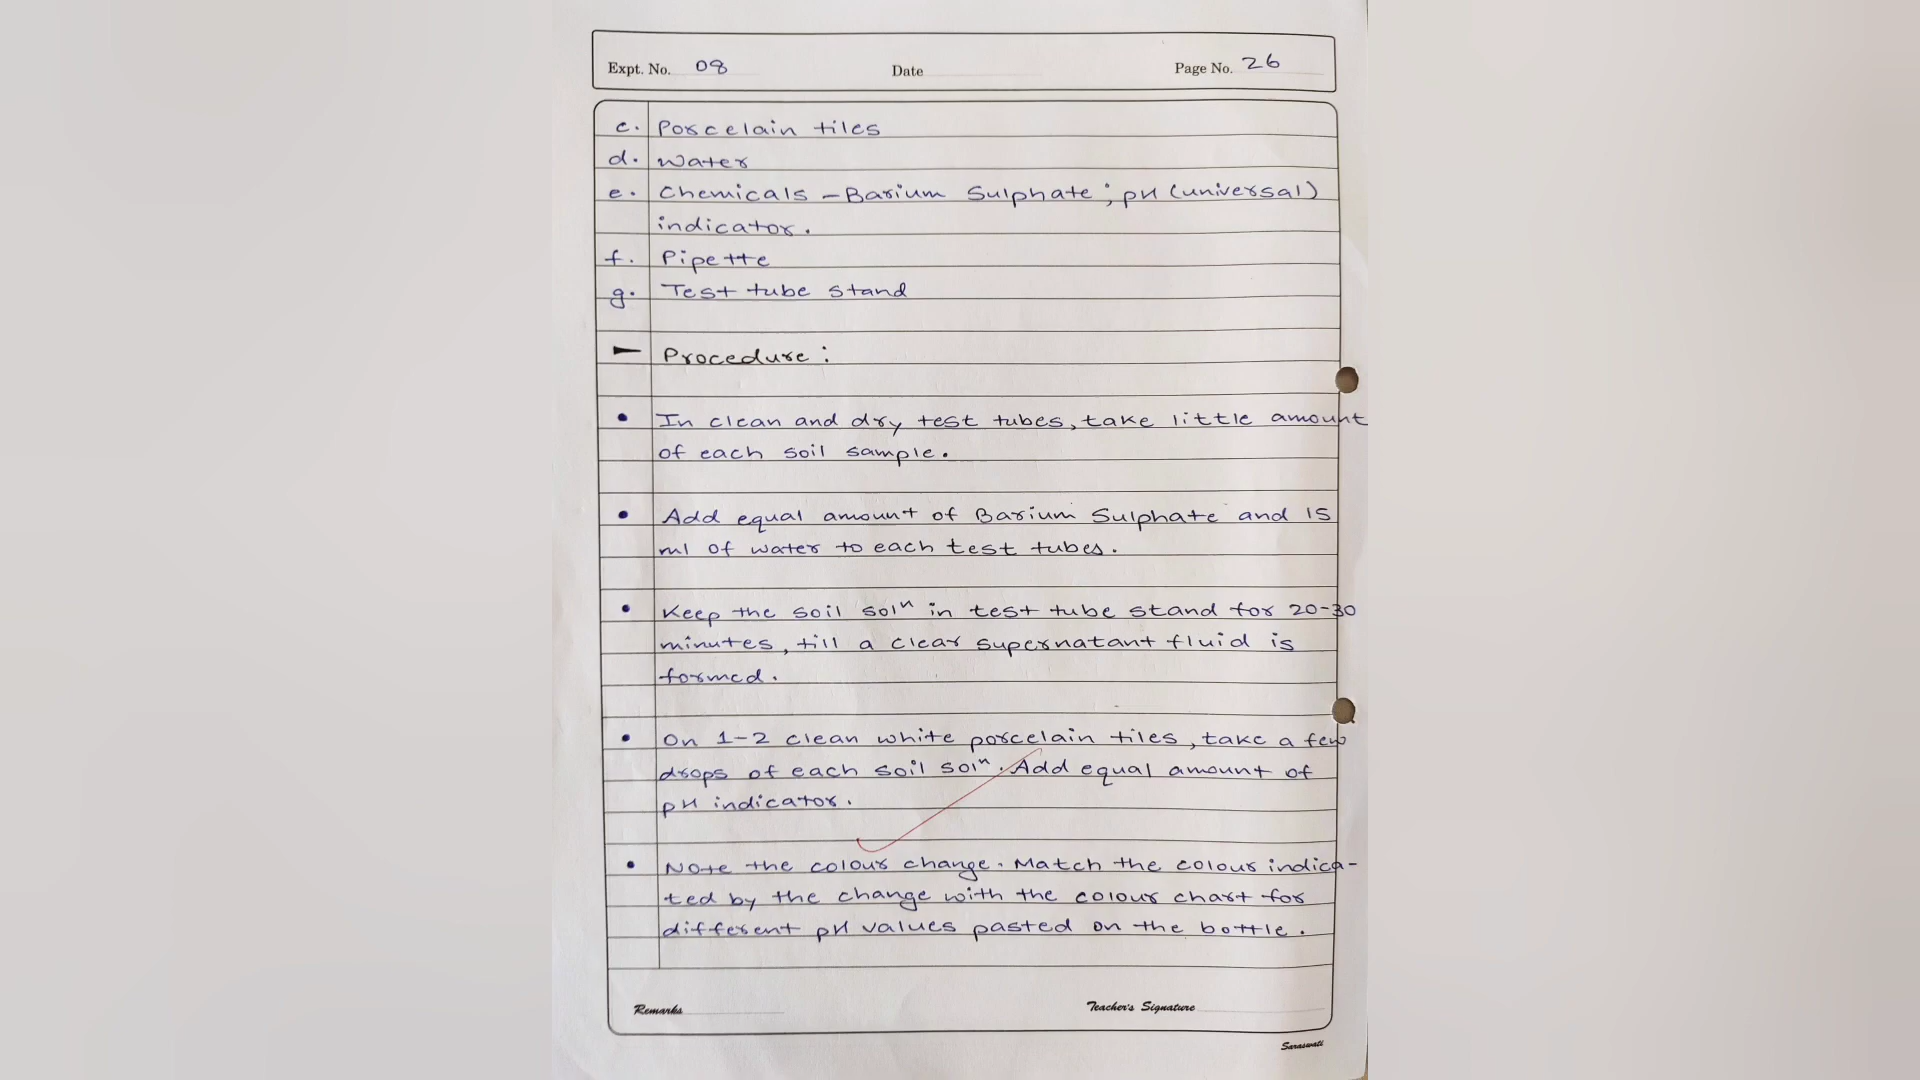 Expt. No. 08 Date Page No. 26
c. Porcelain tiles
d. Water
e. Chemicals - Barium Sulphate; pH (universal)
indicator.
f. Pipette
g. Test tube stand
Procedure:
• In clean and dry test tubes, take little amount
of each soil sample.
• Add equal amount of Barium Sulphate and 15
ml of water to each test tubes.
• Keep the soil solⁿ in test tube stand for 20-30
minutes, till a clear supernatant fluid is
formed.
• On 1-2 clean white porcelain tiles, take a few
drops of each soil solⁿ. Add equal amount of
pH indicator.
• Note the colour change. Match the colour indica-
ted by the change with the colour chart for
different pH values pasted on the bottle.
Remarks Teacher's Signature
Saraswati